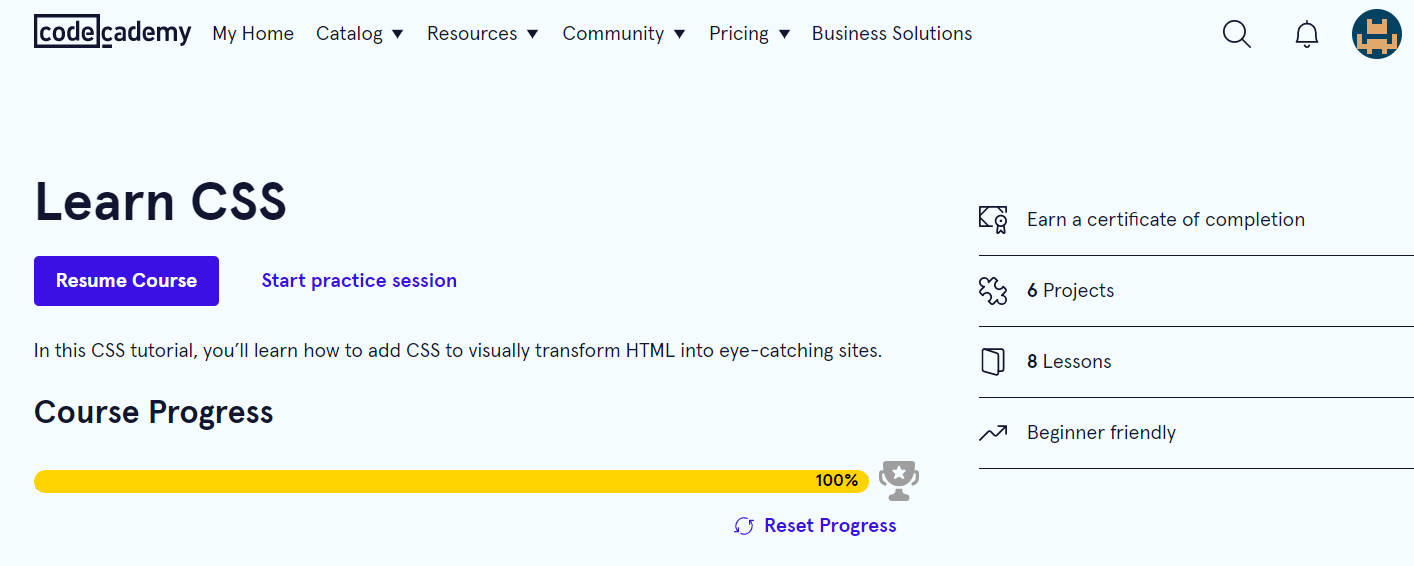 codecademy My Home Catalog Resources Community Pricing Business Solutions
Learn CSS
Resume Course Start practice session
In this CSS tutorial, you’ll learn how to add CSS to visually transform HTML into eye-catching sites.
Course Progress
100%
Reset Progress
Earn a certificate of completion
6 Projects
8 Lessons
Beginner friendly